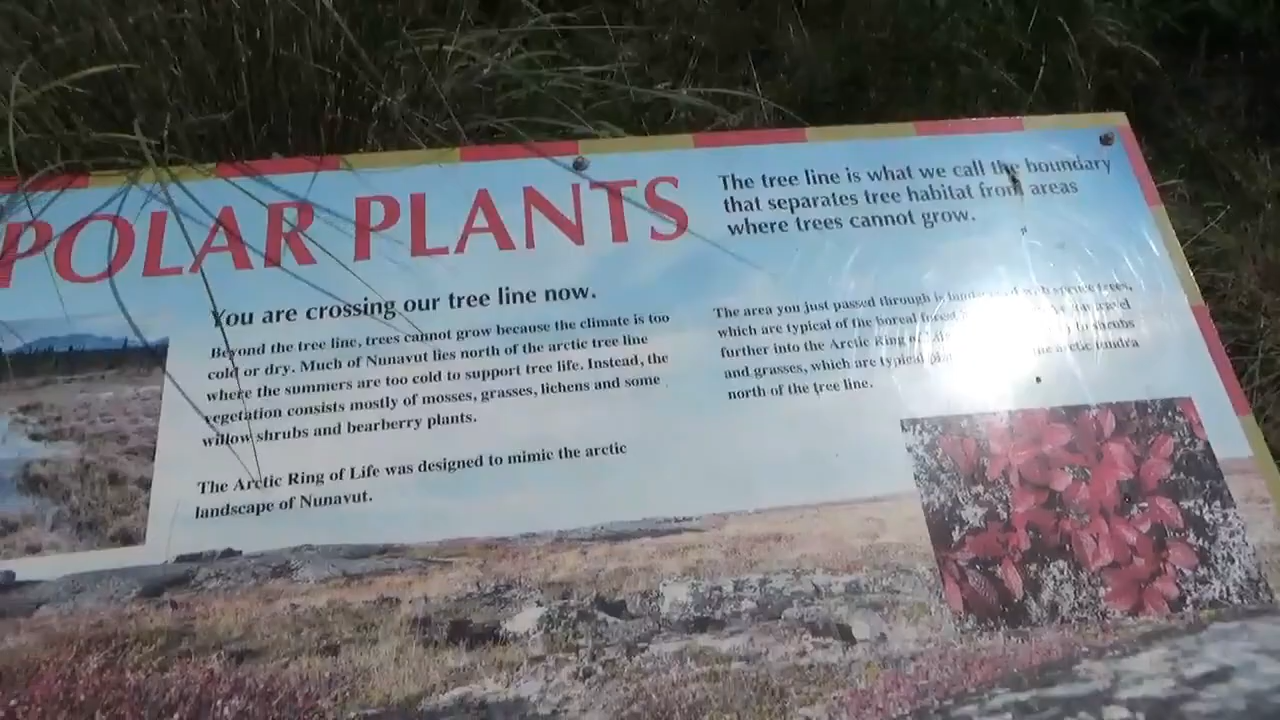 POLAR PLANTS
You are crossing our tree line now.
Beyond the tree line, trees cannot grow because the climate is too
cold or dry. Much of Nunavut lies north of the arctic tree line
where the summers are too cold to support tree life. Instead, the
vegetation consists mostly of mosses, grasses, lichens and some
willow shrubs and bearberry plants.
The Arctic Ring of Life was designed to mimic the arctic
landscape of Nunavut.
The tree line is what we call the boundary
that separates tree habitat from areas
where trees cannot grow.
The area you just passed through is with spruce trees,
which are typical of the boreal travel
further into the Arctic Ring of to shrubs
and grasses, which are typical the arctic tundra
north of the tree line.